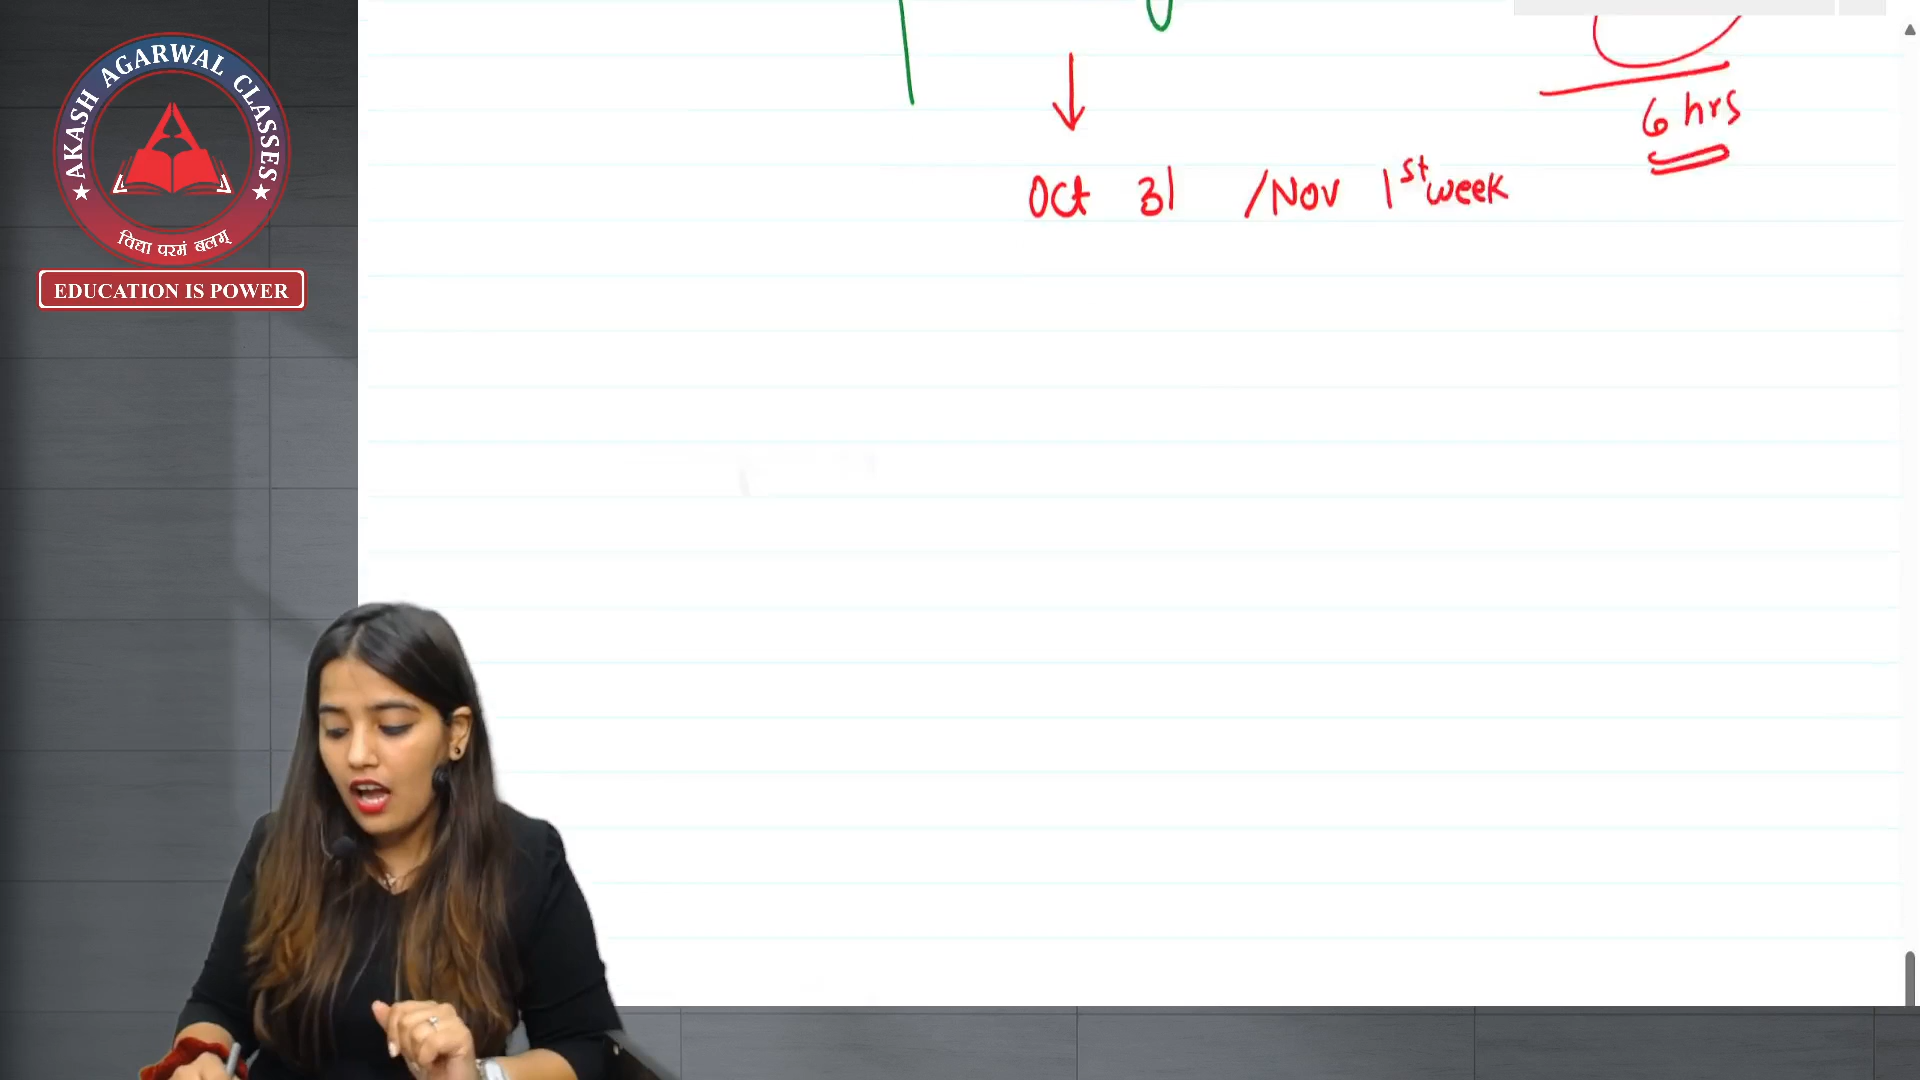 AKASH AGARWAL CLASSES
विद्या परमं बलम्
EDUCATION IS POWER
6 hrs
Oct 31 /Nov 1st week